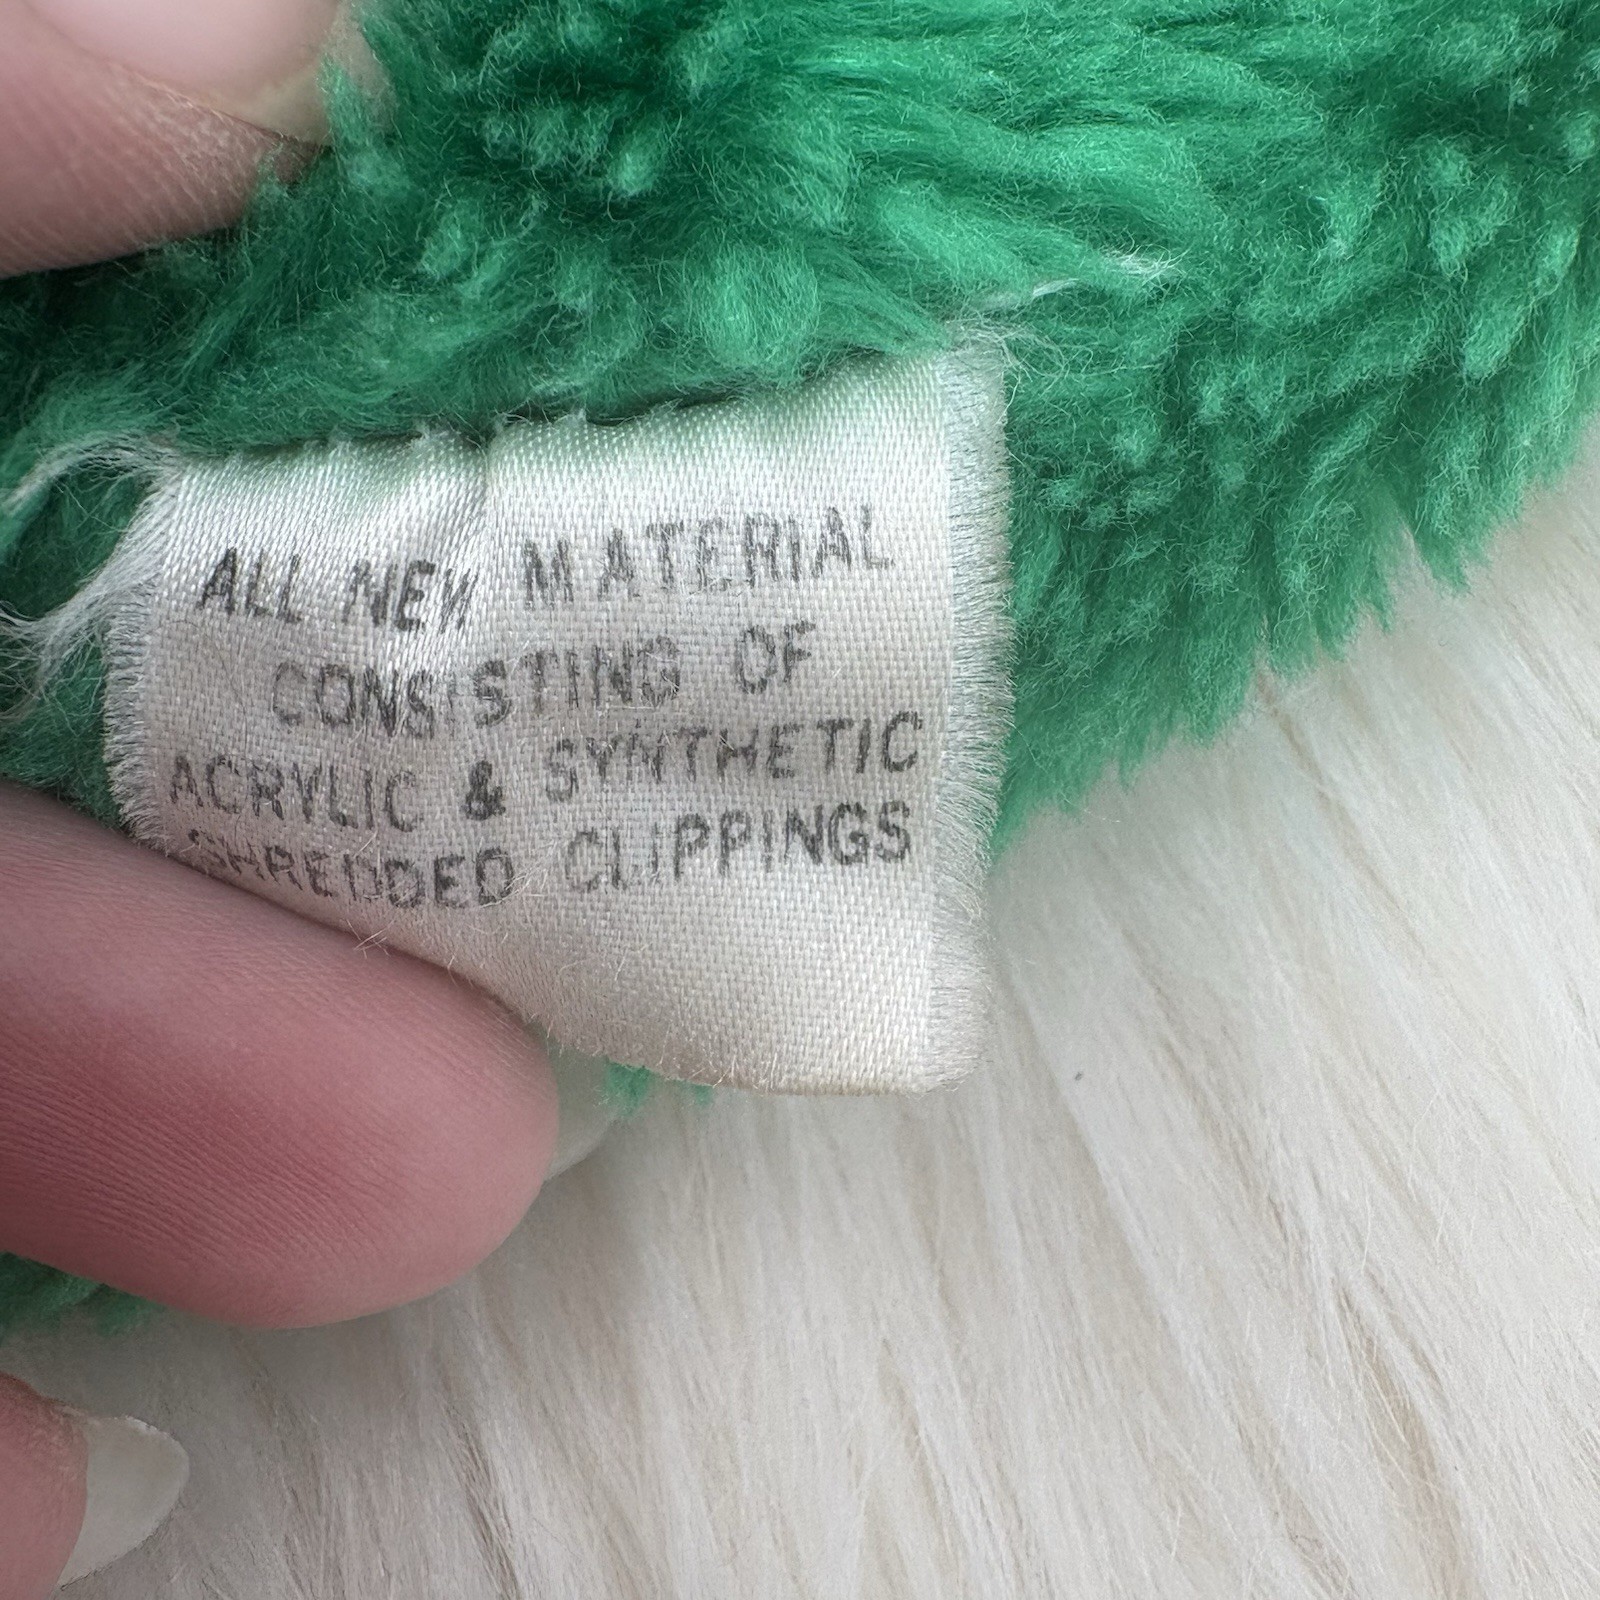 ALL NEW MATERIAL
CONSISTING OF
ACRYLIC & SYNTHETIC
SHREDDED CLIPPINGS